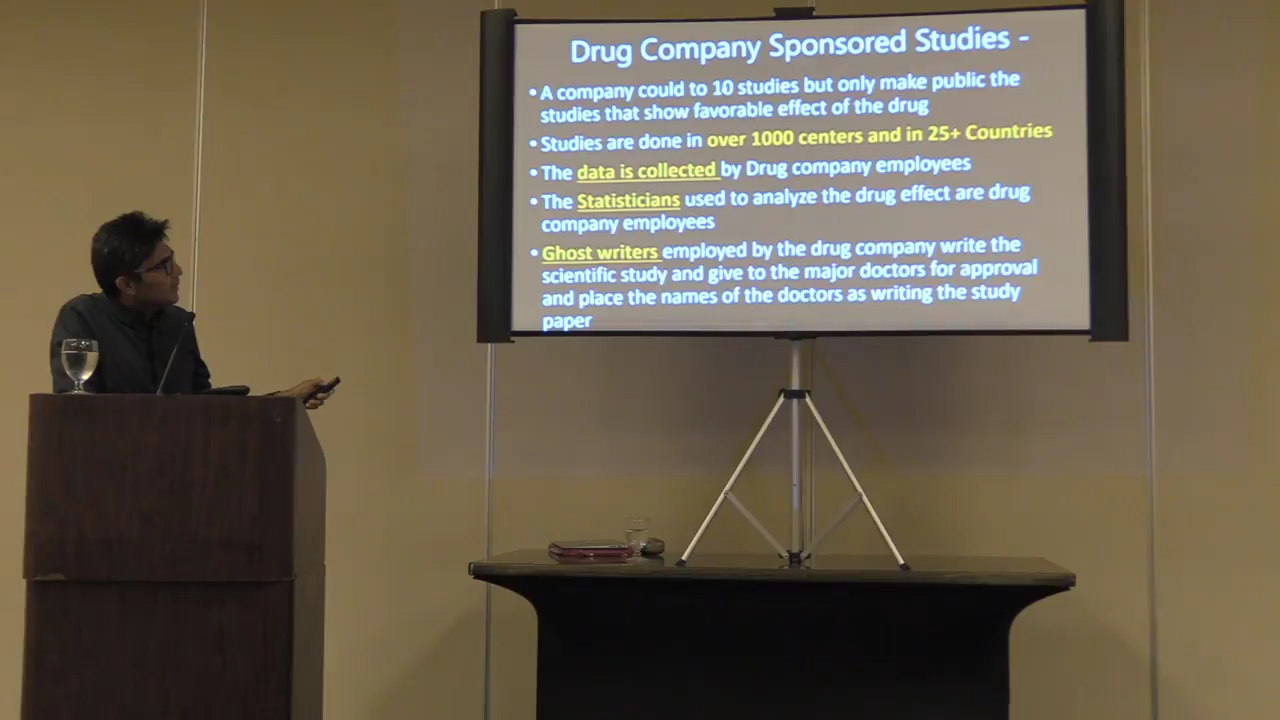 Drug Company Sponsored Studies -
• A company could to 10 studies but only make public the
studies that show favorable effect of the drug
• Studies are done in over 1000 centers and in 25+ Countries
• The data is collected by Drug company employees
• The Statisticians used to analyze the drug effect are drug
company employees
• Ghost writers employed by the drug company write the
scientific study and give to the major doctors for approval
and place the names of the doctors as writing the study
paper